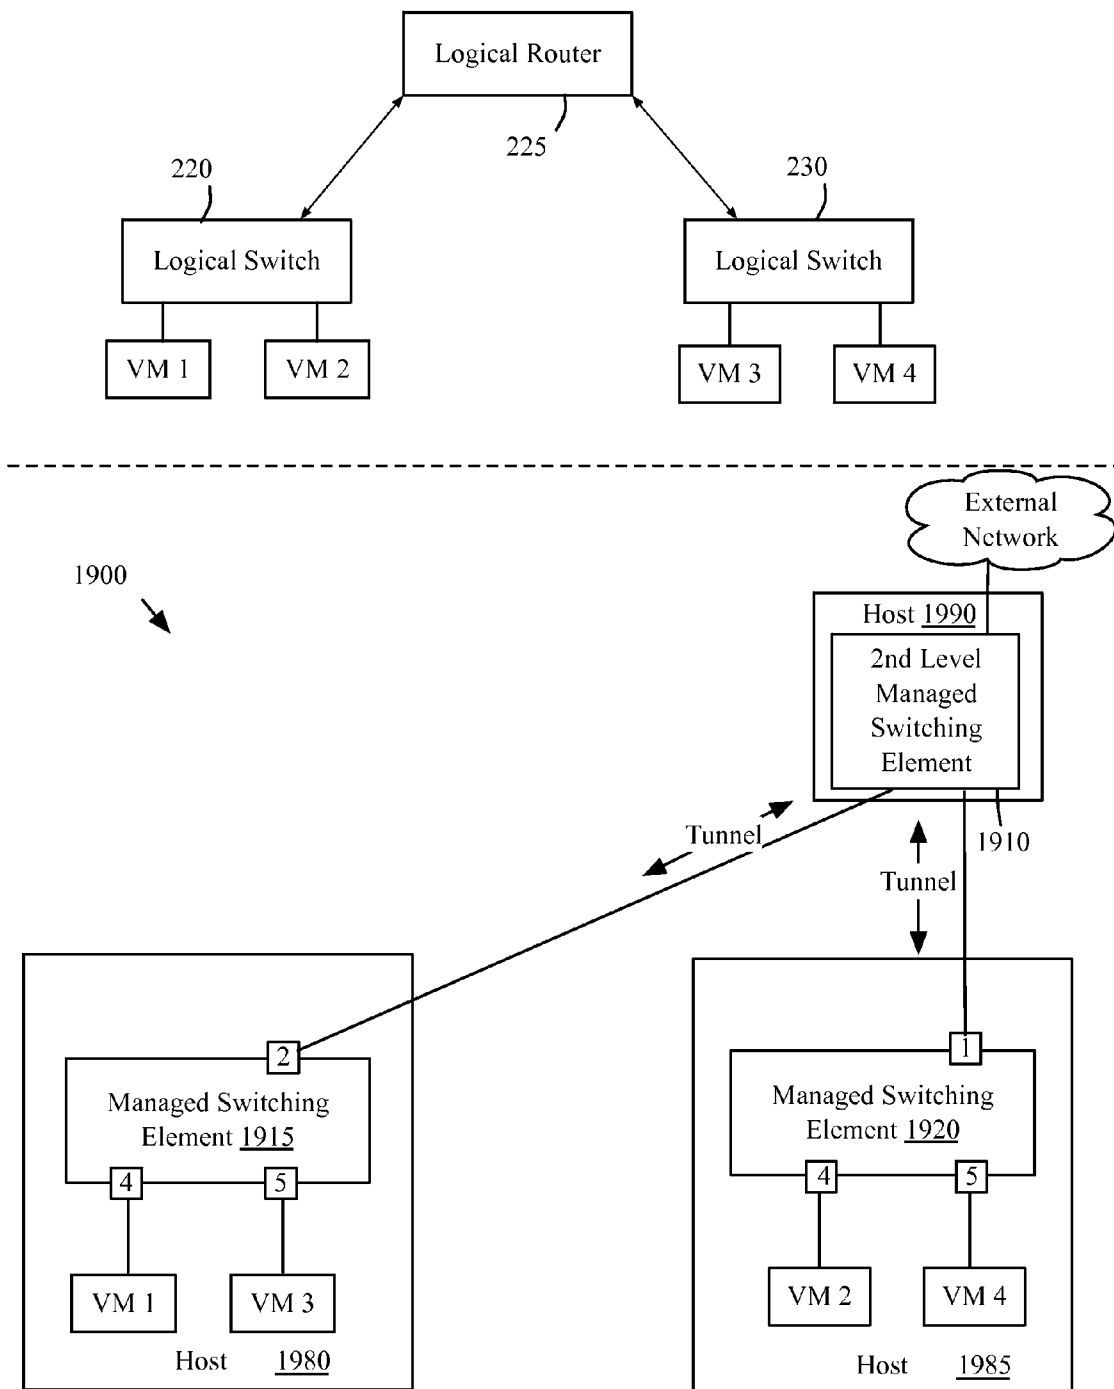 Logical Router
225
220
230
Logical Switch
Logical Switch
VM 1
VM 2
VM 3
VM 4
External
Network
1900
Host 1990
2nd Level
Managed
Switching
Element
1910
Tunnel
Tunnel
2
Managed Switching
Element 1915
4
5
VM 1
VM 3
Host 1980
1
Managed Switching
Element 1920
4
5
VM 2
VM 4
Host 1985